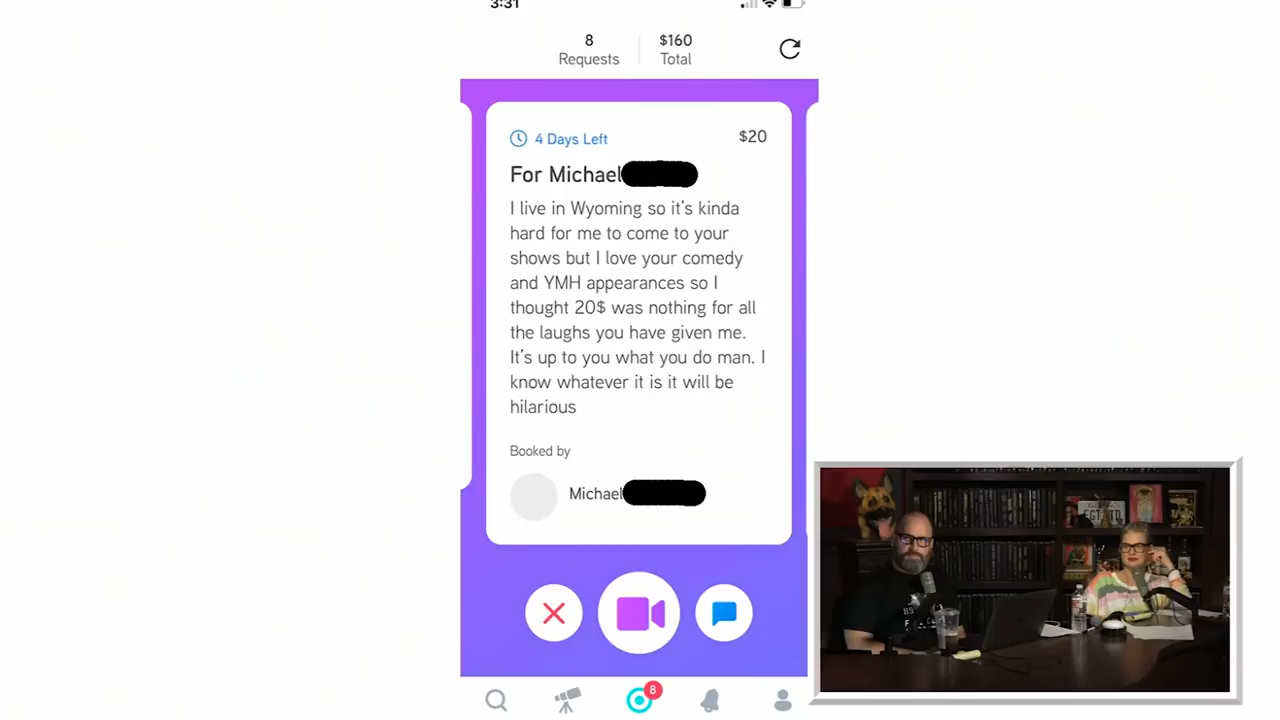 3:31
8
Requests
$160
Total
4 Days Left
$20
For Michael
I live in Wyoming so it's kinda
hard for me to come to your
shows but I love your comedy
and YMH appearances so I
thought 20$ was nothing for all
the laughs you have given me.
It's up to you what you do man. I
know whatever it is it will be
hilarious
Booked by
Michael
8